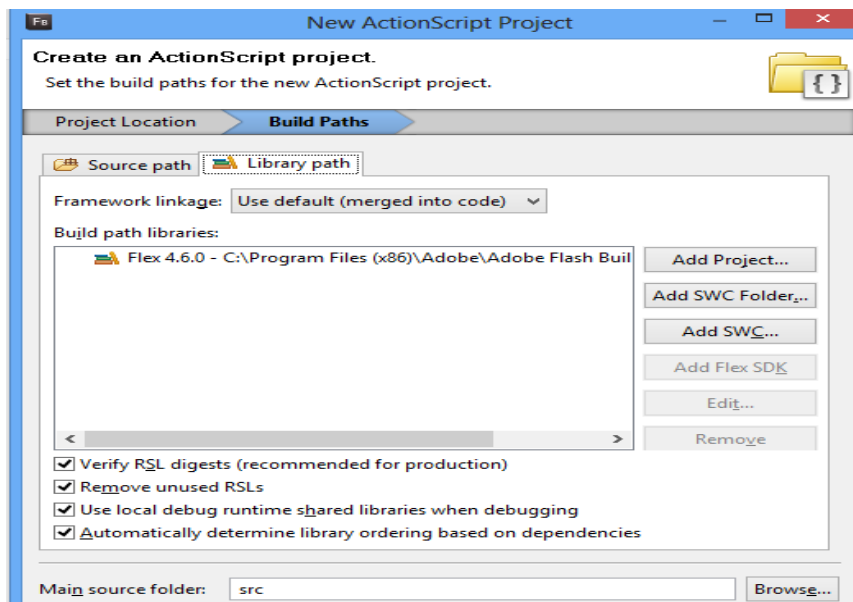 Fb New ActionScript Project
Create an ActionScript project.
Set the build paths for the new ActionScript project.
Project Location Build Paths
Source path Library path
Framework linkage: Use default (merged into code)
Build path libraries:
Flex 4.6.0 - C:\Program Files (x86)\Adobe\Adobe Flash Buil
Add Project...
Add SWC Folder...
Add SWC...
Add Flex SDK
Edit...
Remove
Verify RSL digests (recommended for production)
Remove unused RSLs
Use local debug runtime shared libraries when debugging
Automatically determine library ordering based on dependencies
Main source folder: src Browse...